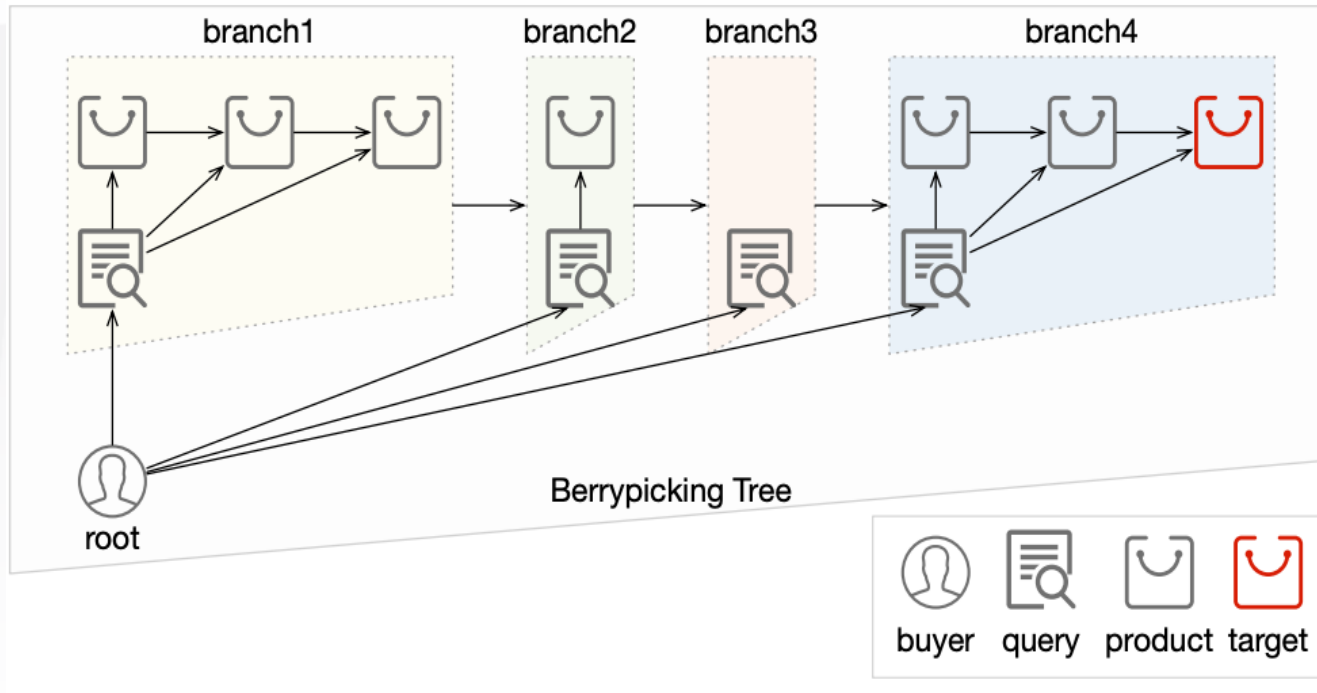 branch1
branch2
branch3
branch4
Berrypicking Tree
root
buyer
query
product
target